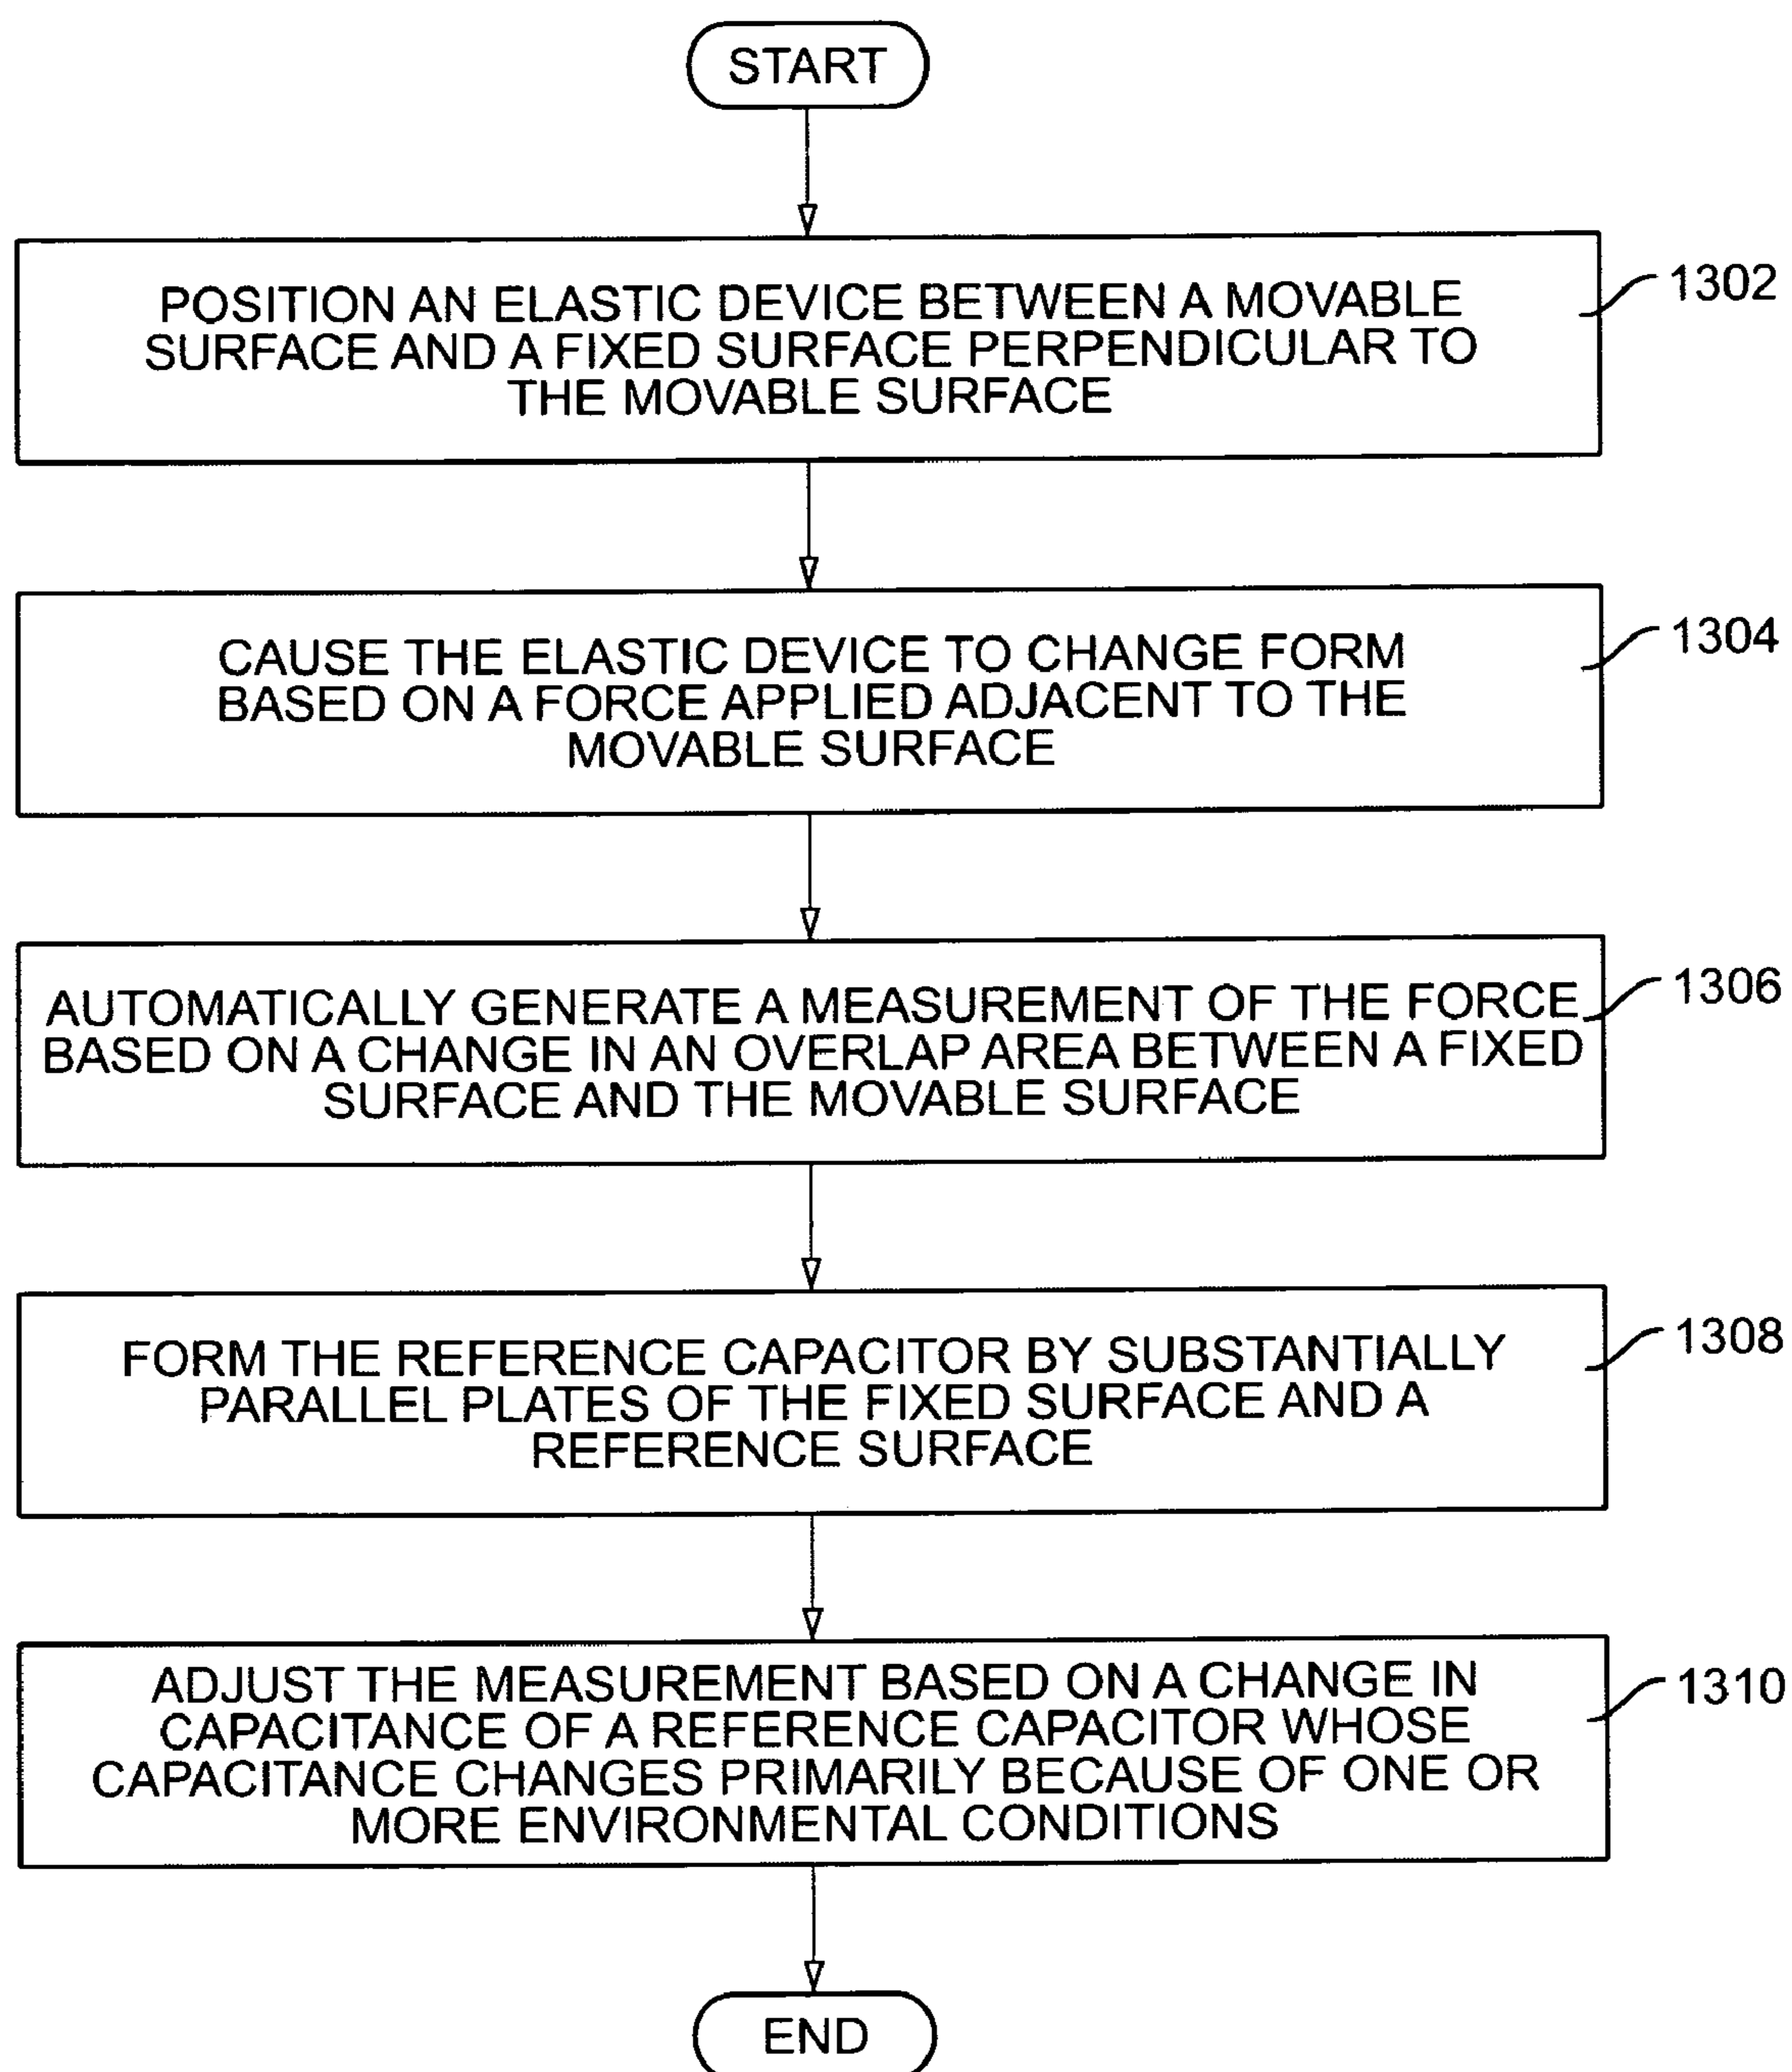 START
POSITION AN ELASTIC DEVICE BETWEEN A MOVABLE
SURFACE AND A FIXED SURFACE PERPENDICULAR TO
THE MOVABLE SURFACE
1302
CAUSE THE ELASTIC DEVICE TO CHANGE FORM
BASED ON A FORCE APPLIED ADJACENT TO THE
MOVABLE SURFACE
1304
AUTOMATICALLY GENERATE A MEASUREMENT OF THE FORCE
BASED ON A CHANGE IN AN OVERLAP AREA BETWEEN A FIXED
SURFACE AND THE MOVABLE SURFACE
1306
FORM THE REFERENCE CAPACITOR BY SUBSTANTIALLY
PARALLEL PLATES OF THE FIXED SURFACE AND A
REFERENCE SURFACE
1308
ADJUST THE MEASUREMENT BASED ON A CHANGE IN
CAPACITANCE OF A REFERENCE CAPACITOR WHOSE
CAPACITANCE CHANGES PRIMARILY BECAUSE OF ONE OR
MORE ENVIRONMENTAL CONDITIONS
1310
END